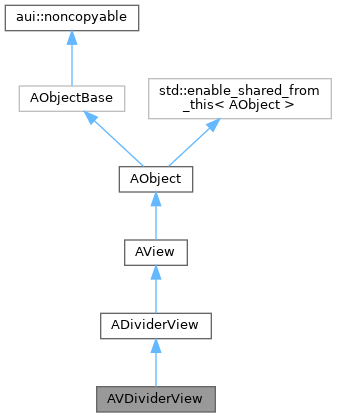 aui::noncopyable
AObjectBase
std::enable_shared_from
_this< AObject >
AObject
AView
ADividerView
AVDividerView